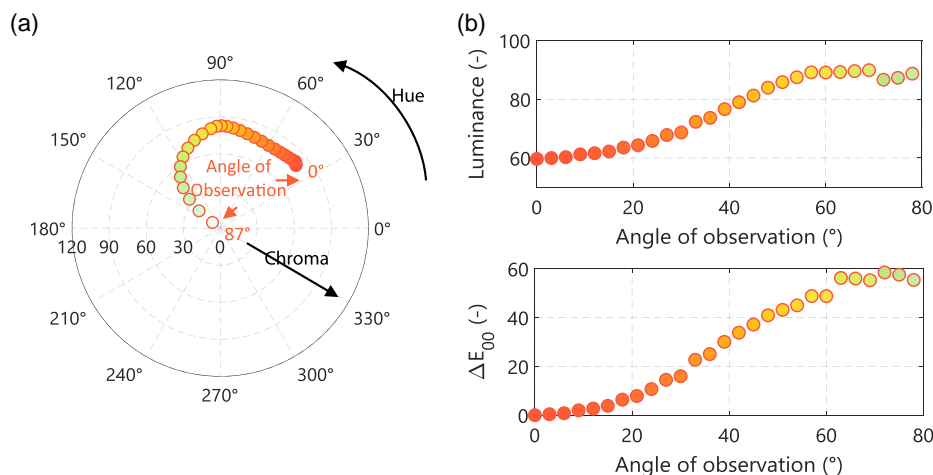 (a)
90°
120°
60°
Hue
150°
30°
Angle of
Observation
0°
180°
0°
87°
120 90 60 30 0
Chroma
210°
330°
240°
300°
270°
(b)
100
80
60
Luminance (-)
0 20 40 60 80
Angle of observation (°)
60
40
20
0
ΔE00 (-)
0 20 40 60 80
Angle of observation (°)